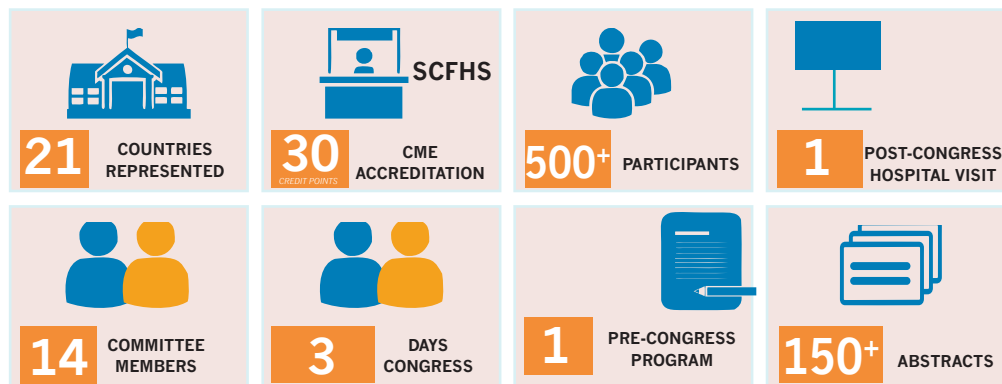 SCFHS
21
COUNTRIES
REPRESENTED
30
CREDIT POINTS
CME
ACCREDITATION
500+
PARTICIPANTS
1
POST-CONGRESS
HOSPITAL VISIT
14
COMMITTEE
MEMBERS
3
DAYS
CONGRESS
1
PRE-CONGRESS
PROGRAM
150+
ABSTRACTS